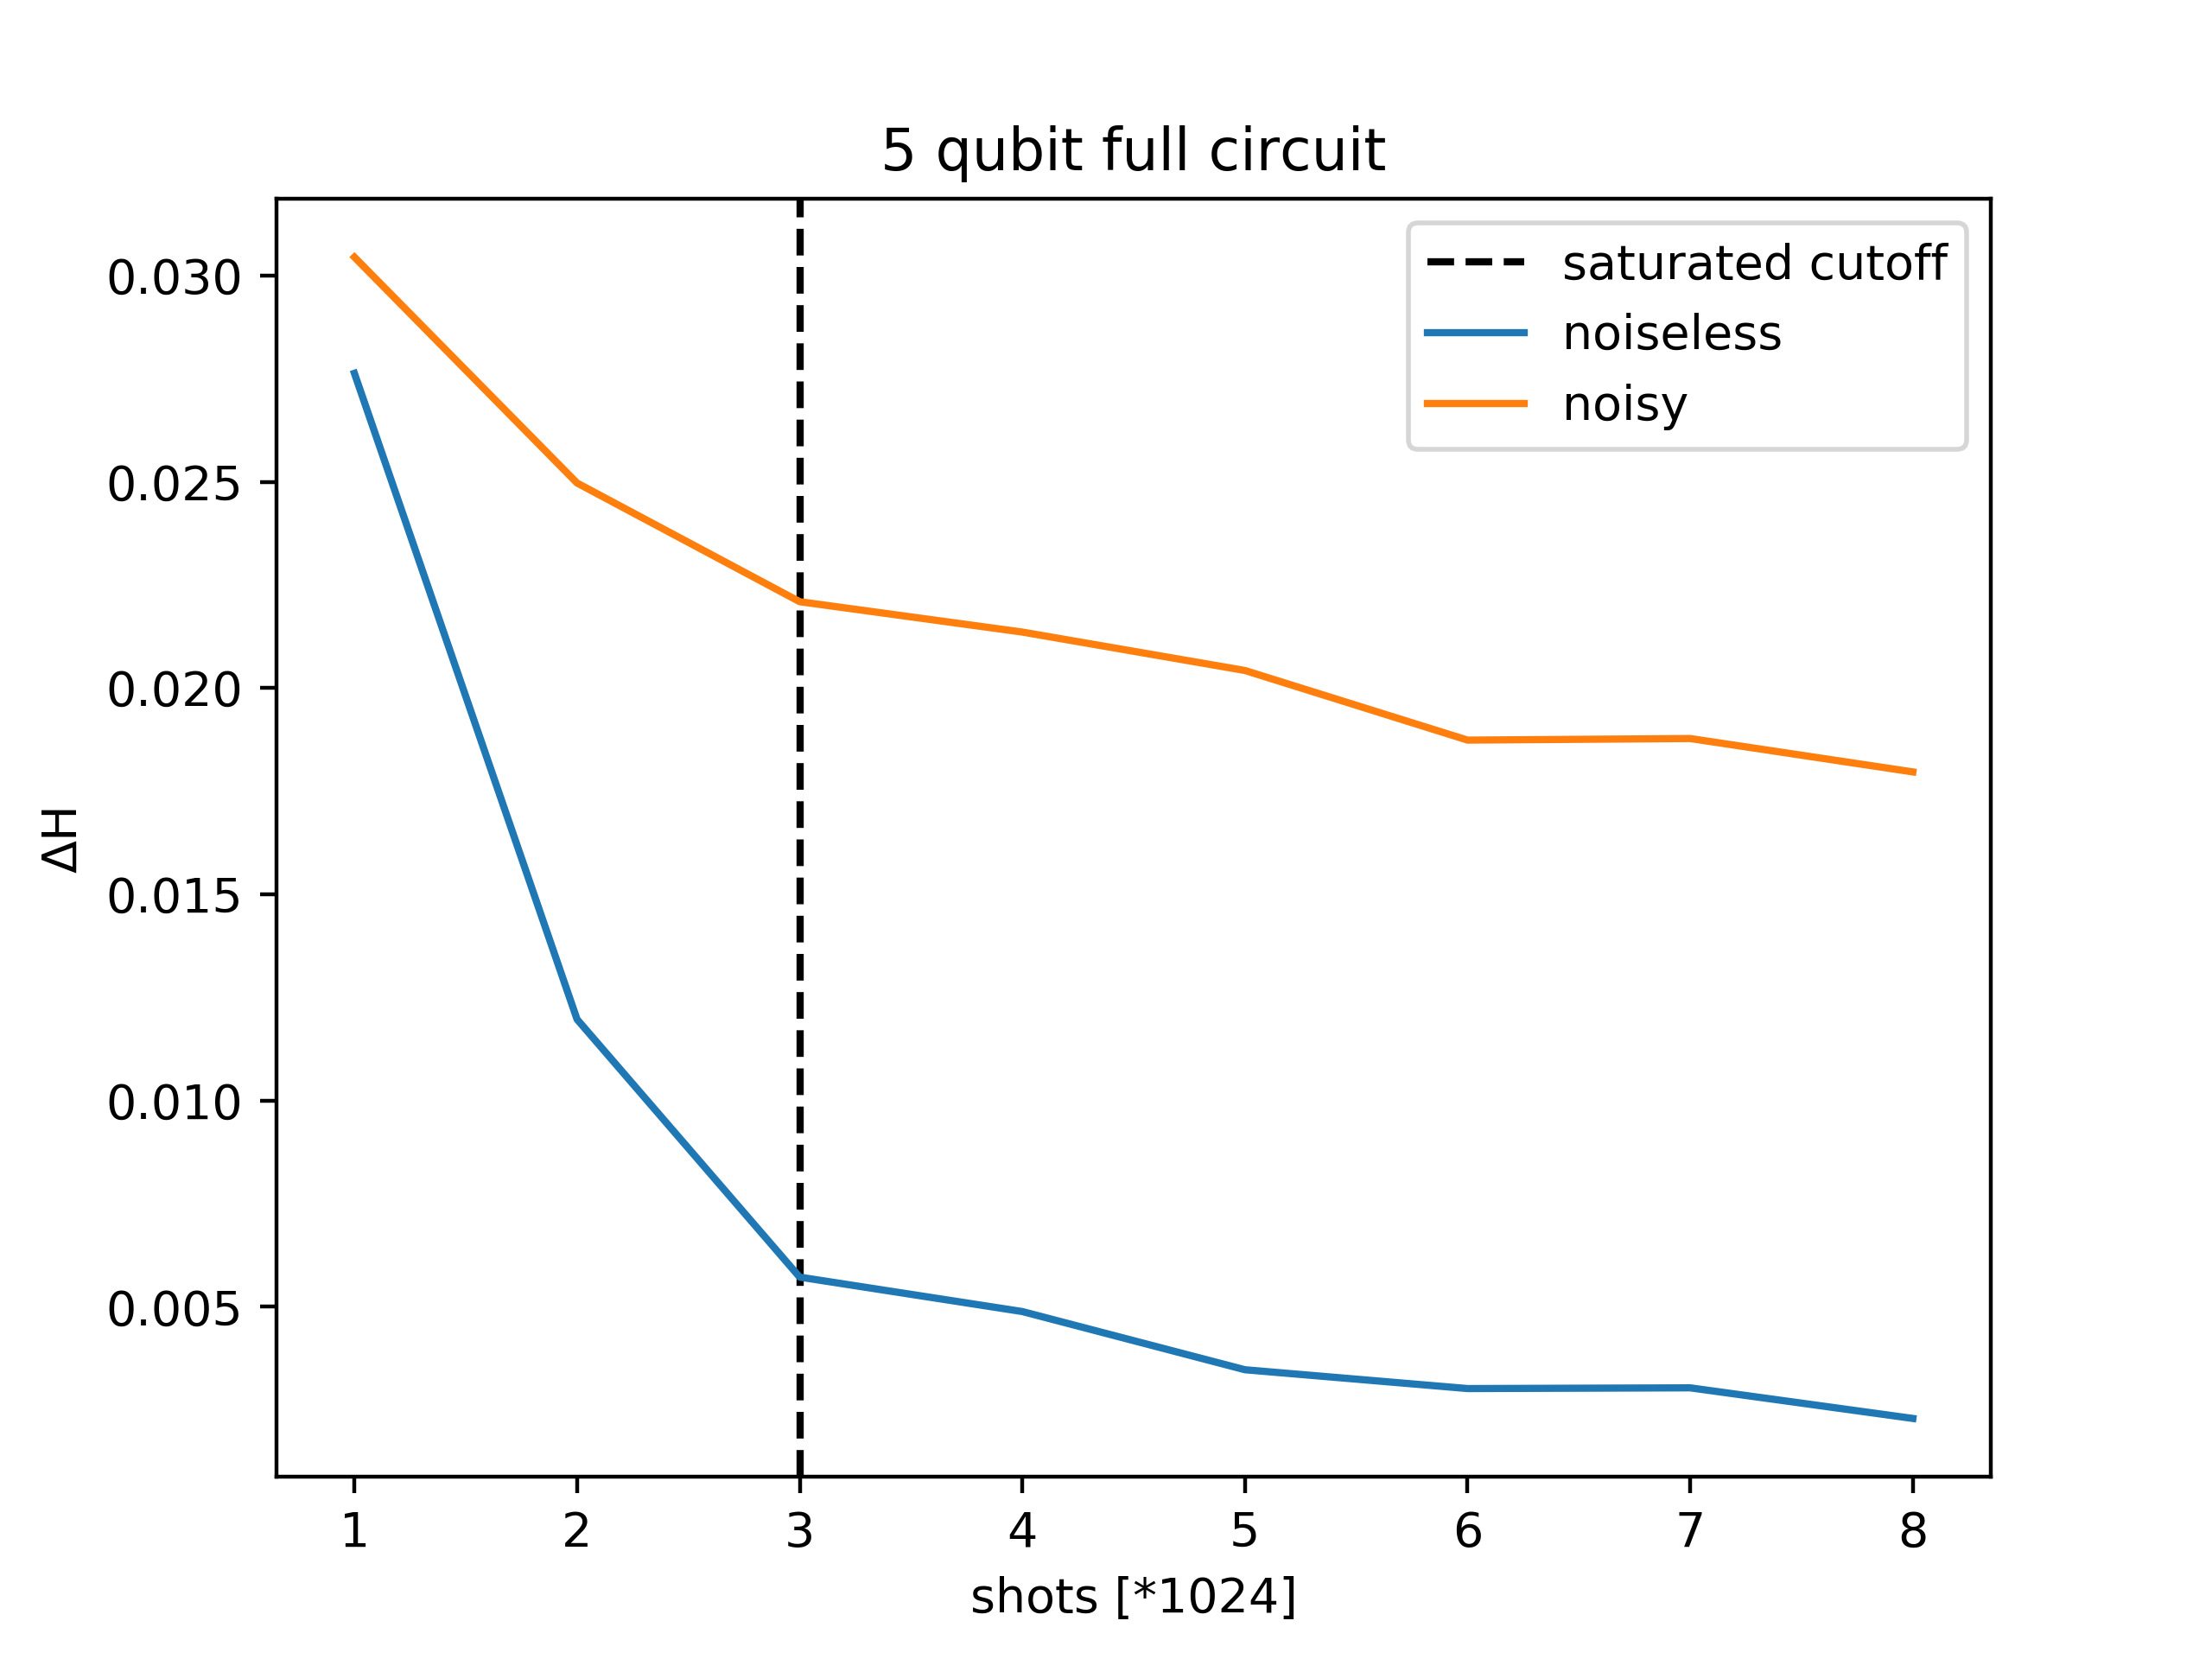 5 qubit full circuit
saturated cutoff
noiseless
noisy
0.030
0.025
0.020
0.015
0.010
0.005
ΔH
1 2 3 4 5 6 7 8
shots [*1024]